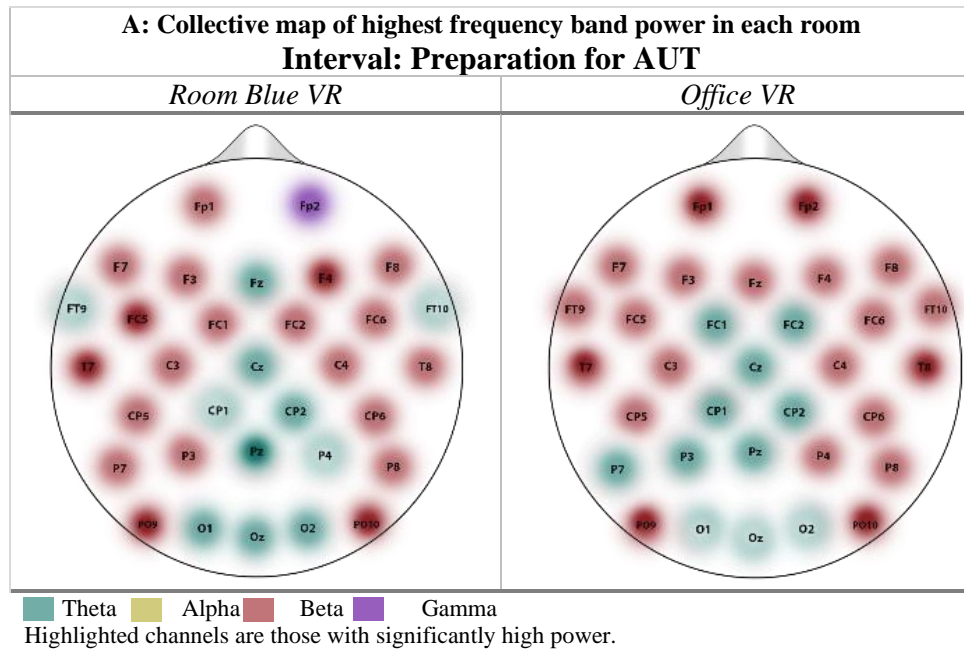 A: Collective map of highest frequency band power in each room
Interval: Preparation for AUT
Room Blue VR Office VR
Fp1 Fp2 Fp1 Fp2
F7 F3 Fz F4 F8 F7 F3 Fz F4 F8
FT9 FC5 FC1 FC2 FC6 FT10 FT9 FC5 FC1 FC2 FC6 FT10
T7 C3 Cz C4 T8 T7 C3 Cz C4 T8
CP5 CP1 CP2 CP6 CP5 CP1 CP2 CP6
P7 P3 Pz P4 P8 P7 P3 Pz P4 P8
PO9 O1 Oz O2 PO10 PO9 O1 Oz O2 PO10
Theta Alpha Beta Gamma
Highlighted channels are those with significantly high power.